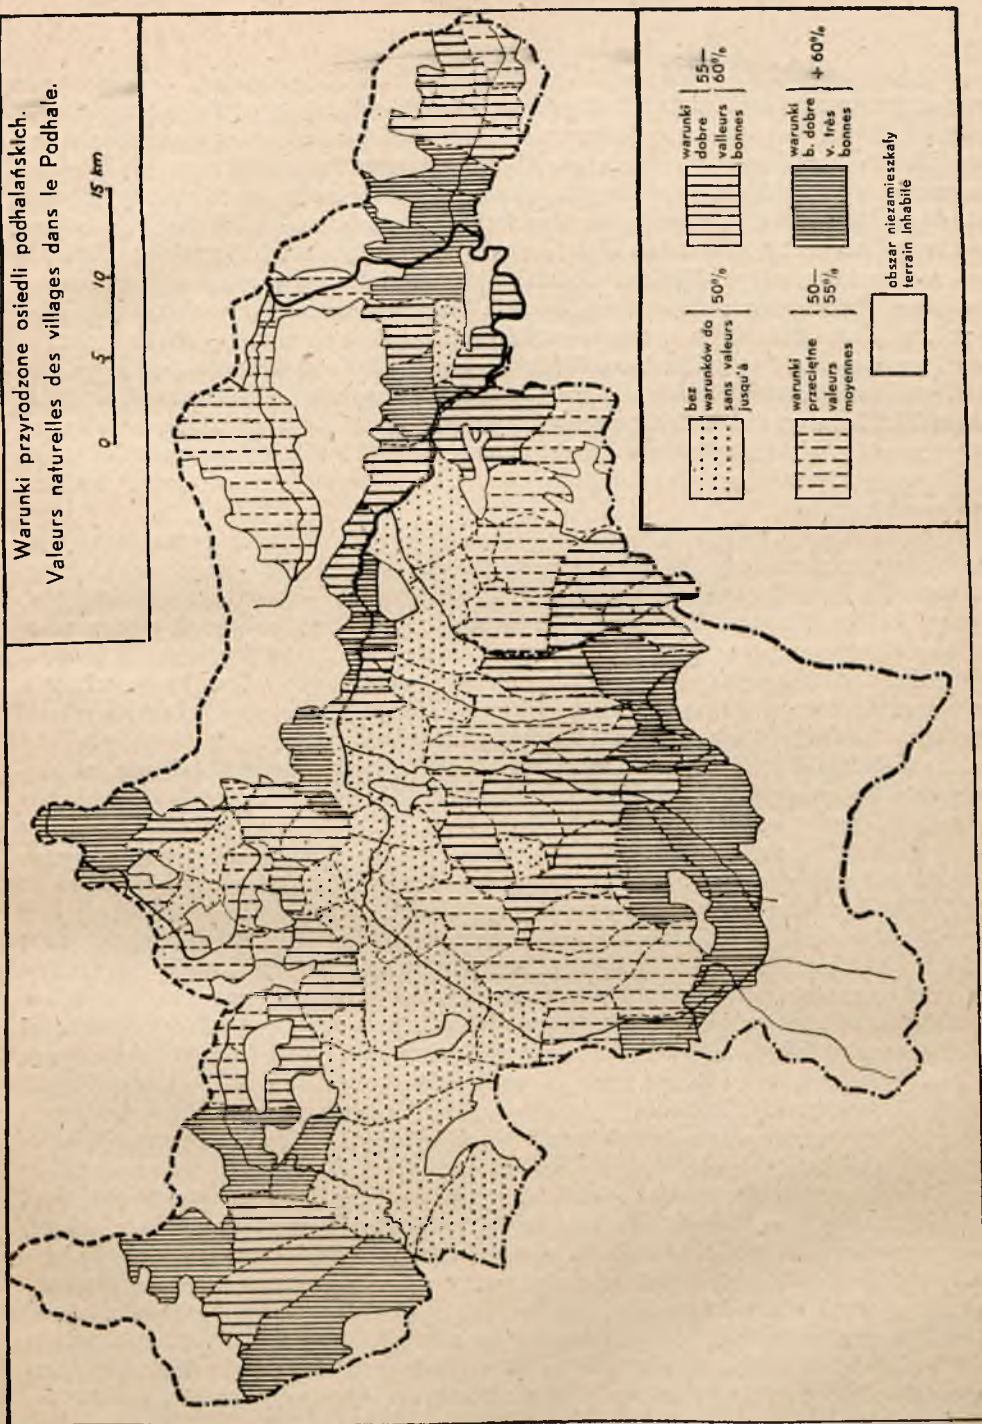 Warunki przyrodzone osiedli podhalańskich.
Valeurs naturelles des villages dans le Podhale.
0 5 10 15 km
bez
warunków do
sans valeurs
jusqu'à
50%
warunki
dobre
valleurs
bonnes
55—
60%
warunki
przeciętne
valeurs
moyennes
50—
55%
warunki
b. dobre
v. très
bonnes
+ 60%
obszar niezamieszkały
terrain inhabité